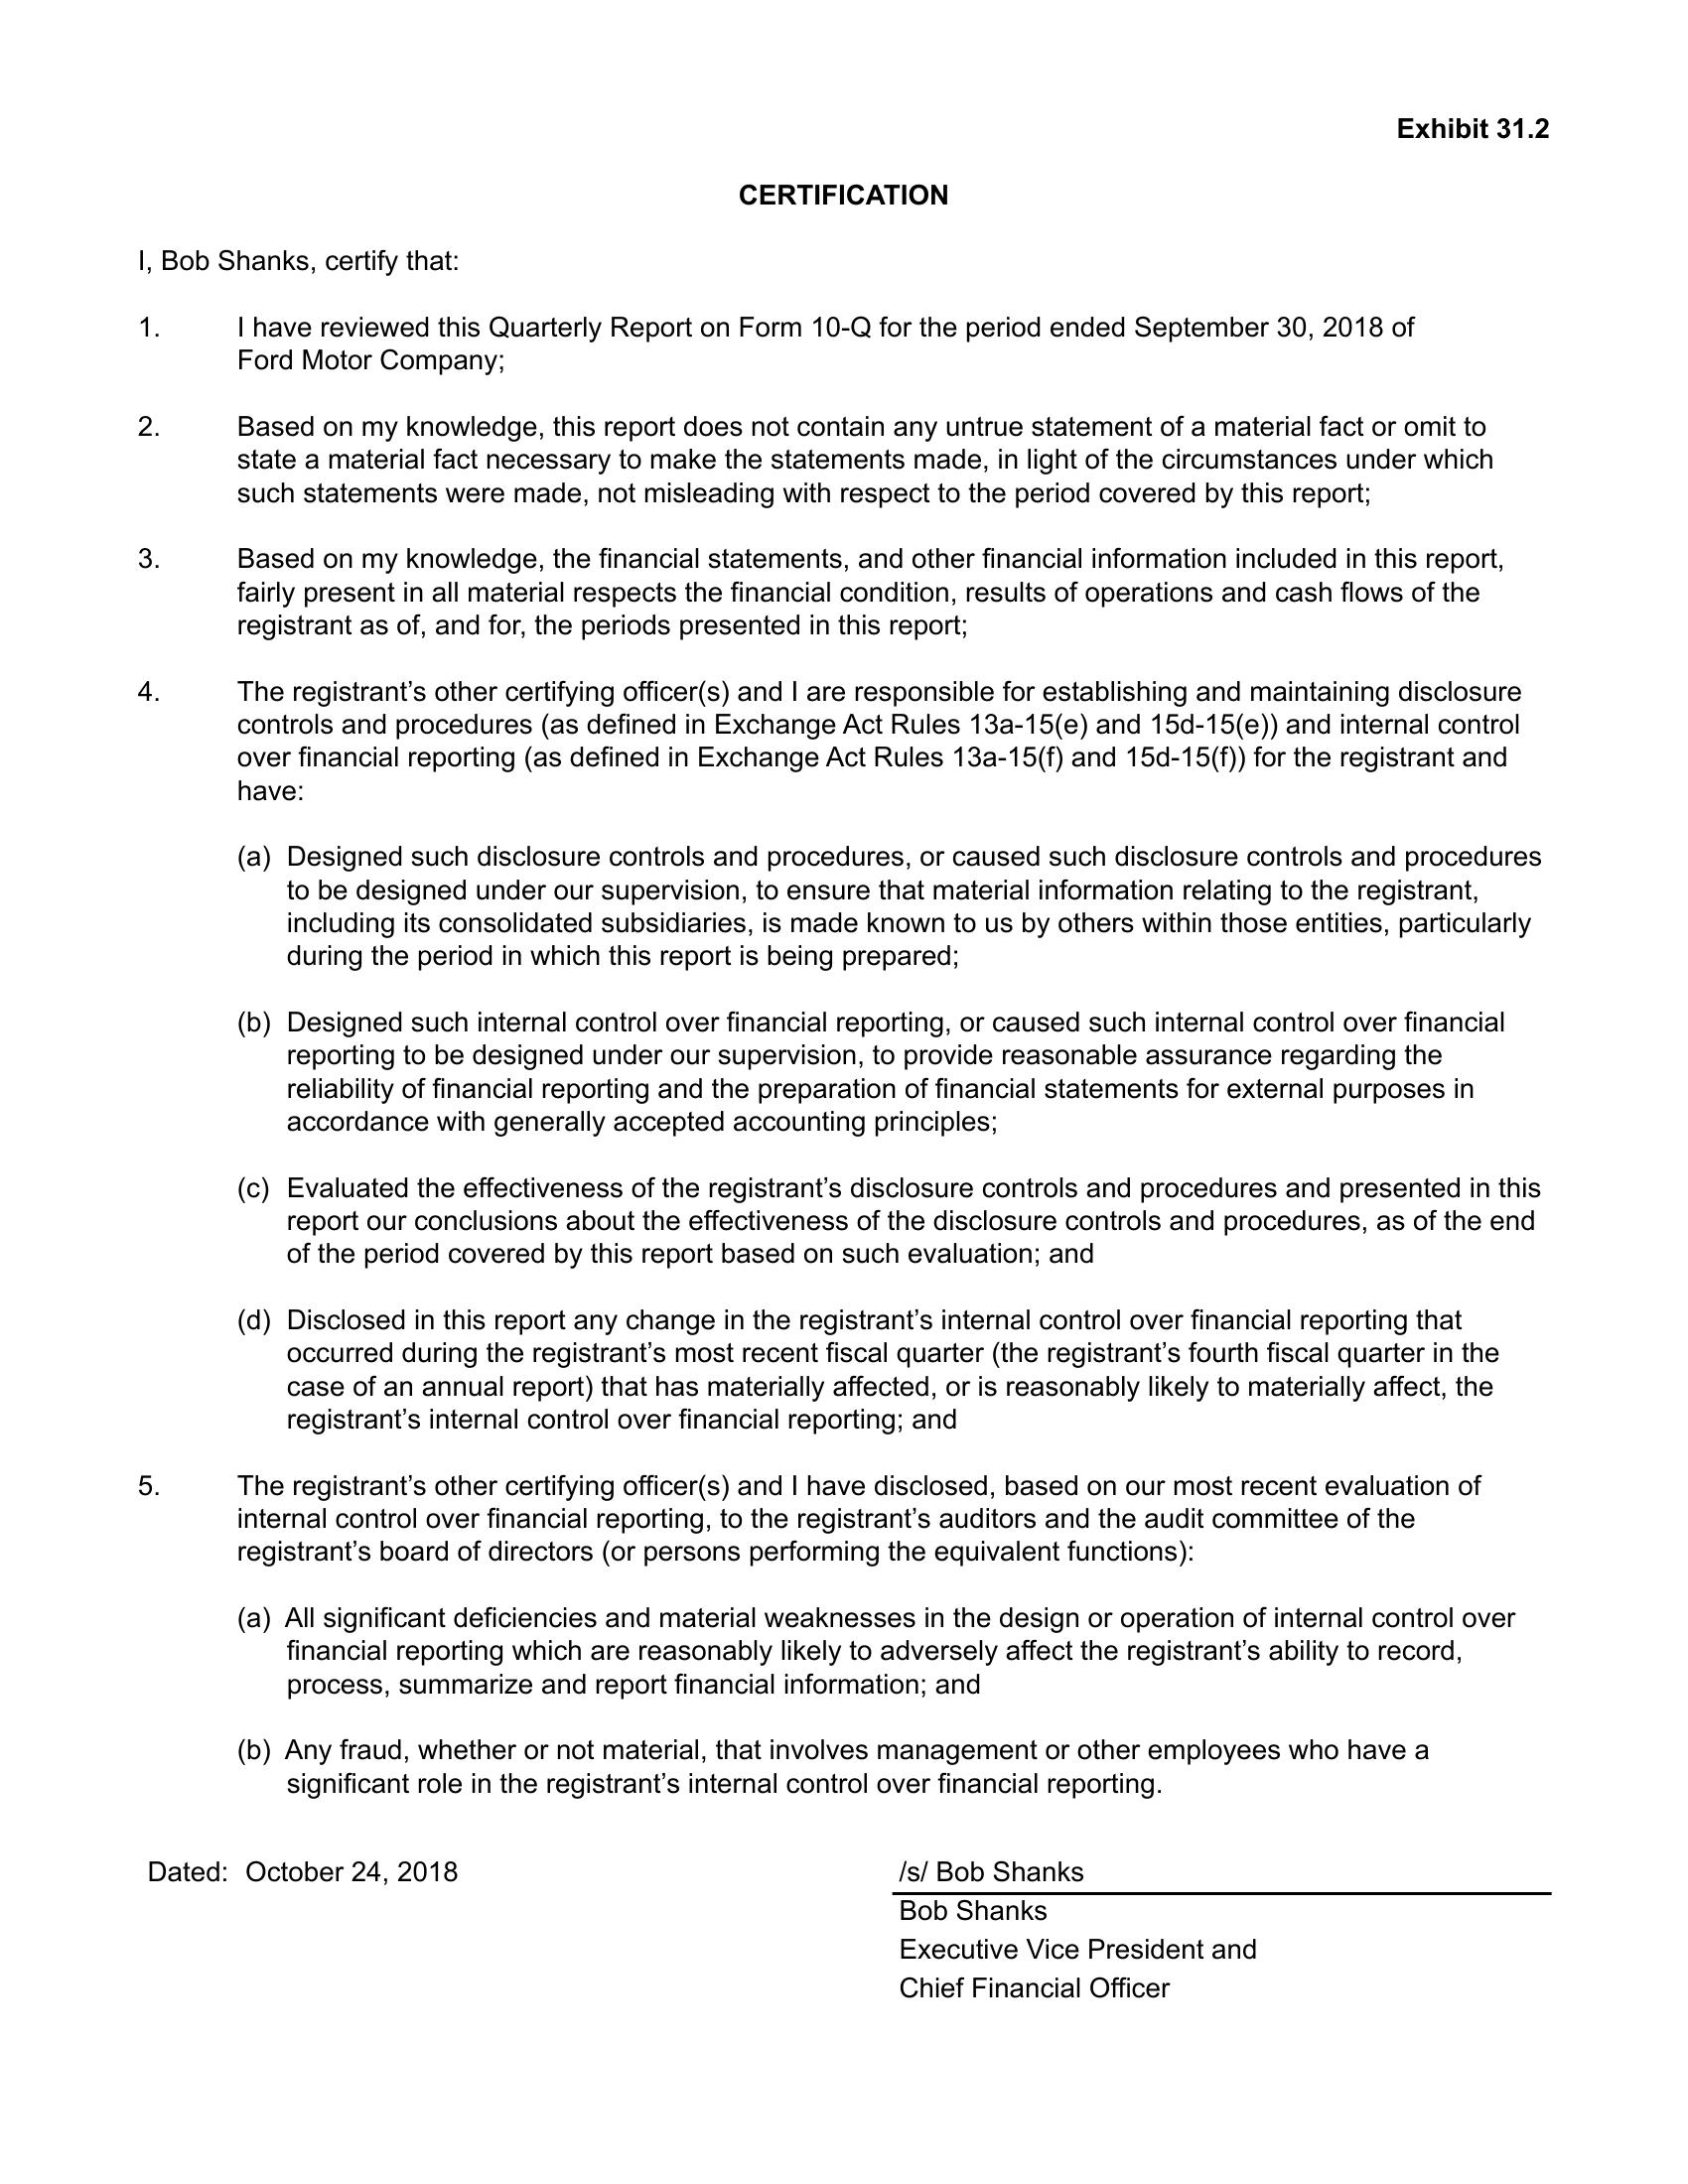 Exhibit 31.2
CERTIFICATION
I, Bob Shanks, certify that:
1. I have reviewed this Quarterly Report on Form 10-Q for the period ended September 30, 2018 of
Ford Motor Company;
2. Based on my knowledge, this report does not contain any untrue statement of a material fact or omit to
state a material fact necessary to make the statements made, in light of the circumstances under which
such statements were made, not misleading with respect to the period covered by this report;
3. Based on my knowledge, the financial statements, and other financial information included in this report,
fairly present in all material respects the financial condition, results of operations and cash flows of the
registrant as of, and for, the periods presented in this report;
4. The registrant’s other certifying officer(s) and I are responsible for establishing and maintaining disclosure
controls and procedures (as defined in Exchange Act Rules 13a-15(e) and 15d-15(e)) and internal control
over financial reporting (as defined in Exchange Act Rules 13a-15(f) and 15d-15(f)) for the registrant and
have:
(a) Designed such disclosure controls and procedures, or caused such disclosure controls and procedures
to be designed under our supervision, to ensure that material information relating to the registrant,
including its consolidated subsidiaries, is made known to us by others within those entities, particularly
during the period in which this report is being prepared;
(b) Designed such internal control over financial reporting, or caused such internal control over financial
reporting to be designed under our supervision, to provide reasonable assurance regarding the
reliability of financial reporting and the preparation of financial statements for external purposes in
accordance with generally accepted accounting principles;
(c) Evaluated the effectiveness of the registrant’s disclosure controls and procedures and presented in this
report our conclusions about the effectiveness of the disclosure controls and procedures, as of the end
of the period covered by this report based on such evaluation; and
(d) Disclosed in this report any change in the registrant’s internal control over financial reporting that
occurred during the registrant’s most recent fiscal quarter (the registrant’s fourth fiscal quarter in the
case of an annual report) that has materially affected, or is reasonably likely to materially affect, the
registrant’s internal control over financial reporting; and
5. The registrant’s other certifying officer(s) and I have disclosed, based on our most recent evaluation of
internal control over financial reporting, to the registrant’s auditors and the audit committee of the
registrant’s board of directors (or persons performing the equivalent functions):
(a) All significant deficiencies and material weaknesses in the design or operation of internal control over
financial reporting which are reasonably likely to adversely affect the registrant’s ability to record,
process, summarize and report financial information; and
(b) Any fraud, whether or not material, that involves management or other employees who have a
significant role in the registrant’s internal control over financial reporting.
Dated: October 24, 2018 /s/ Bob Shanks
Bob Shanks
Executive Vice President and
Chief Financial Officer